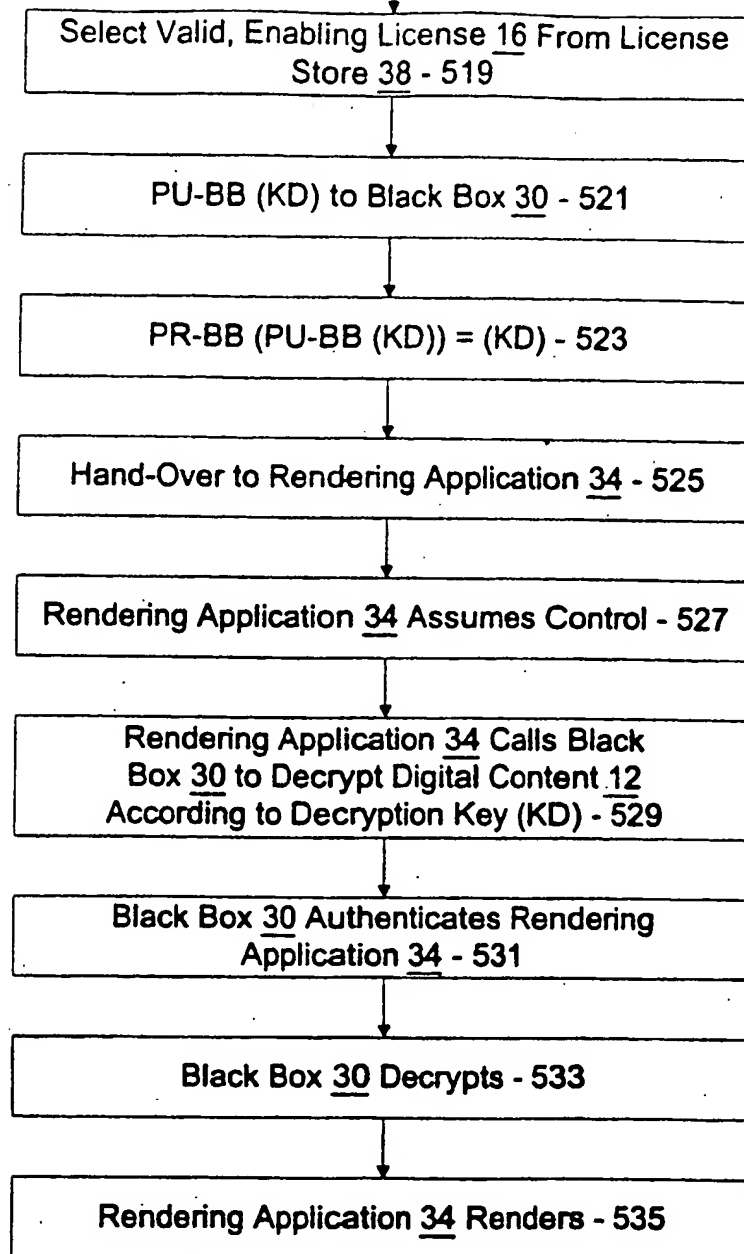 Select Valid, Enabling License 16 From License
Store 38 - 519
PU-BB (KD) to Black Box 30 - 521
PR-BB (PU-BB (KD)) = (KD) - 523
Hand-Over to Rendering Application 34 - 525
Rendering Application 34 Assumes Control - 527
Rendering Application 34 Calls Black
Box 30 to Decrypt Digital Content 12
According to Decryption Key (KD) - 529
Black Box 30 Authenticates Rendering
Application 34 - 531
Black Box 30 Decrypts - 533
Rendering Application 34 Renders - 535